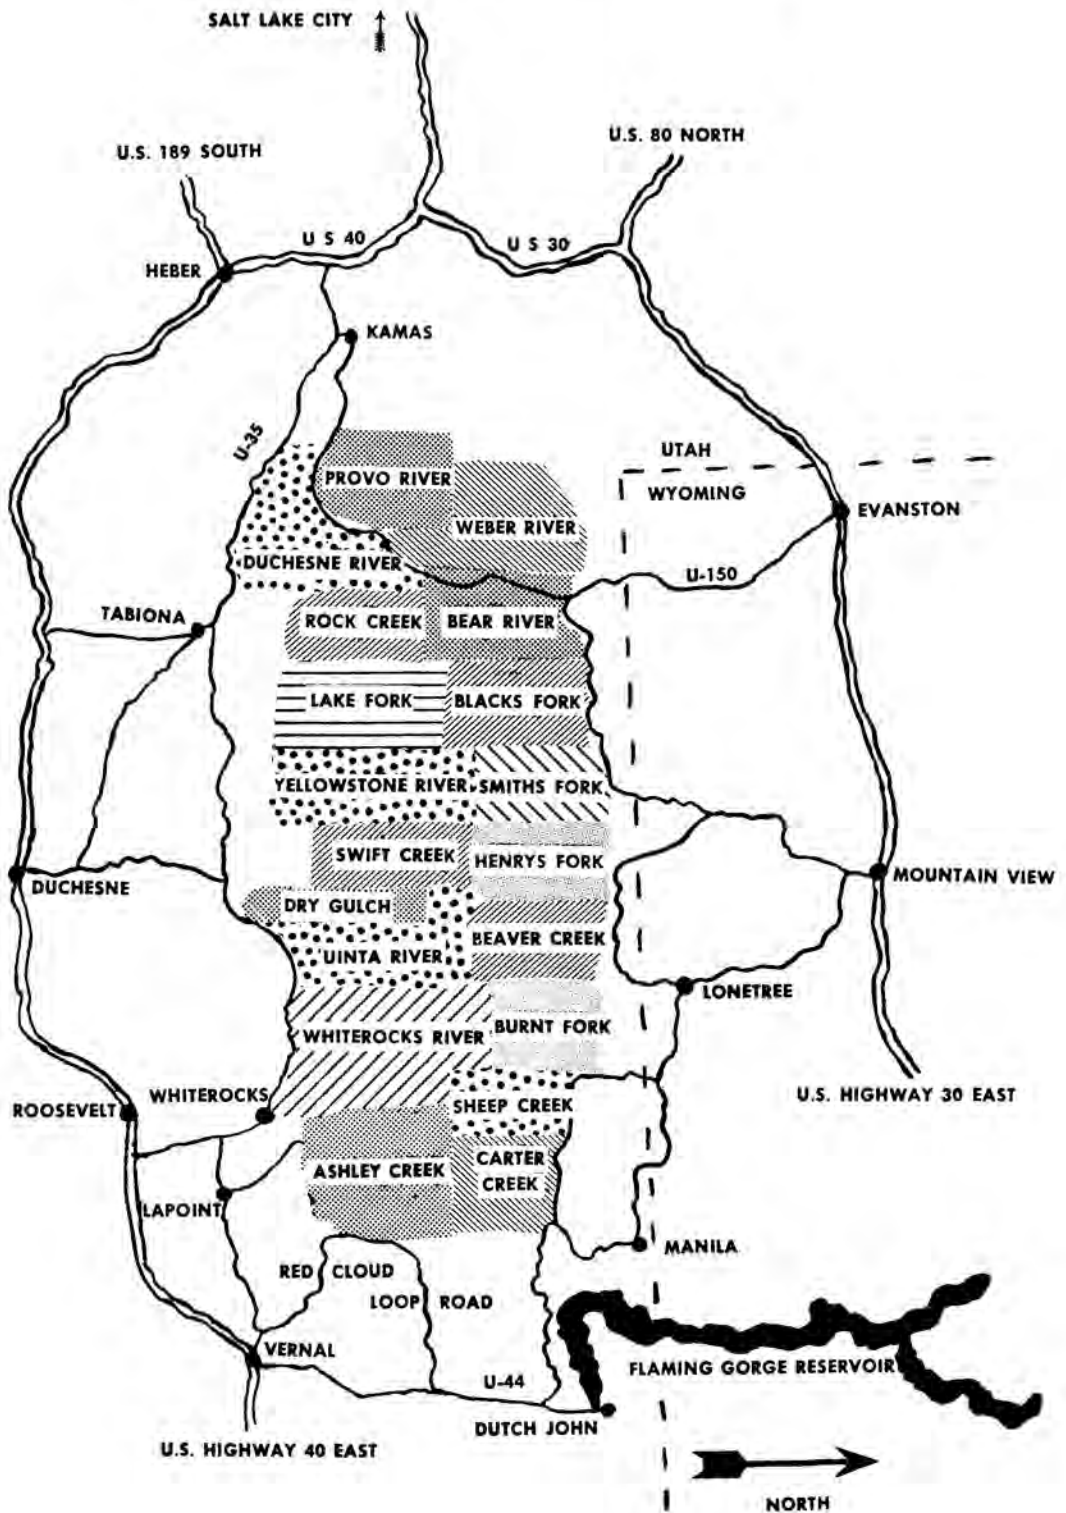 SALT LAKE CITY
U.S. 80 NORTH
U.S. 189 SOUTH
U S 40
U S 30
HEBER
KAMAS
U-35
UTAH
PROVO RIVER
WYOMING
EVANSTON
WEBER RIVER
DUCHESNE RIVER
U-150
TABIONA
ROCK CREEK
BEAR RIVER
LAKE FORK
BLACKS FORK
YELLOWSTONE RIVER
SMITHS FORK
SWIFT CREEK
HENRYS FORK
DUCHESNE
MOUNTAIN VIEW
DRY GULCH
BEAVER CREEK
UINTA RIVER
LONETREE
BURNT FORK
WHITEROCKS RIVER
WHITEROCKS
U.S. HIGHWAY 30 EAST
ROOSEVELT
SHEEP CREEK
CARTER
CREEK
ASHLEY CREEK
LAPOINT
MANILA
RED CLOUD
LOOP ROAD
VERNAL
FLAMING GORGE RESERVOIR
U-44
DUTCH JOHN
U.S. HIGHWAY 40 EAST
NORTH